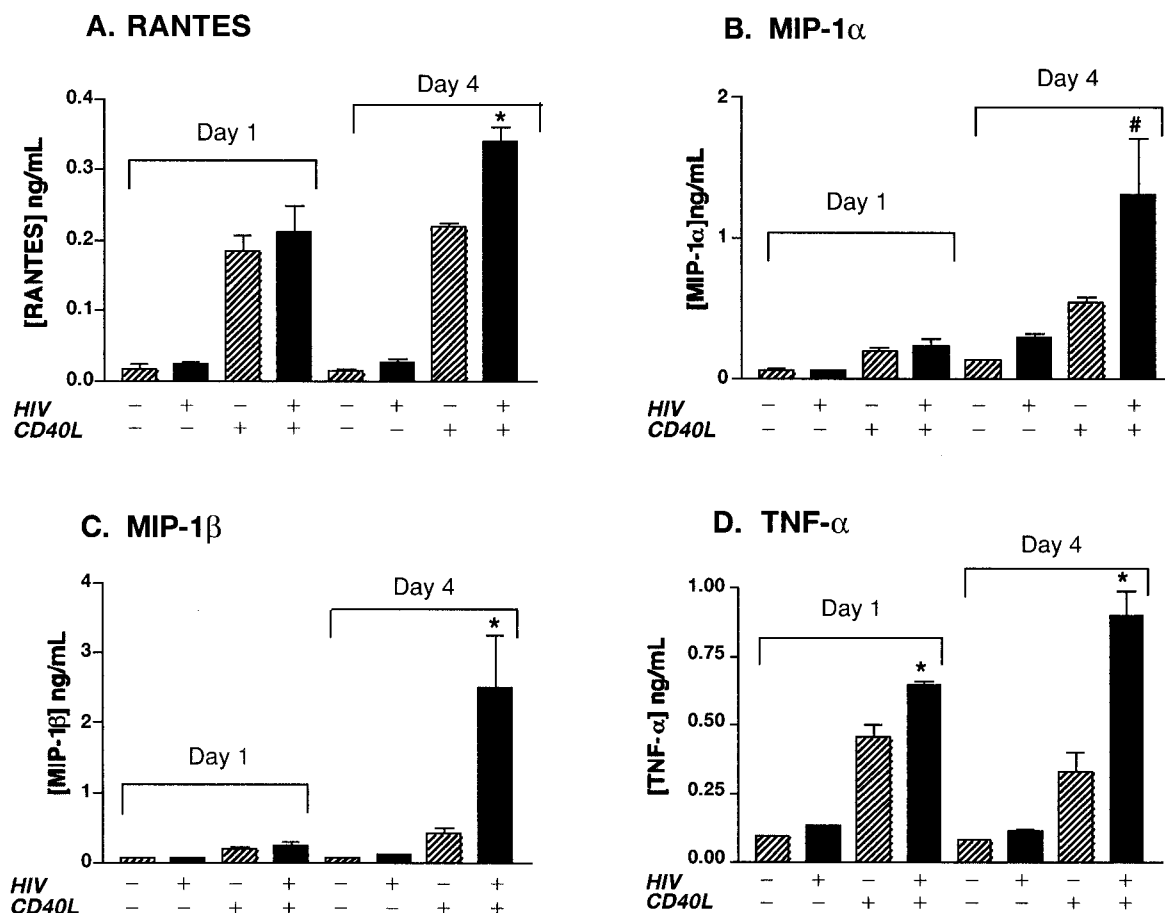 A. RANTES
Day 4
Day 1
*
0.4
0.3
0.2
0.1
0.0
[RANTES] ng/mL
HIV – + – + – + – +
CD40L – – + + – – + +
B. MIP-1α
Day 4
Day 1
#
2
1
0
[MIP-1α]ng/mL
HIV – + – + – + – +
CD40L – – + + – – + +
C. MIP-1β
Day 4
Day 1
*
4
3
2
1
0
[MIP-1β] ng/mL
HIV – + – + – + – +
CD40L – – + + – – + +
D. TNF-α
Day 4
Day 1
*
*
1.00
0.75
0.50
0.25
0.00
[TNF-α] ng/mL
HIV – + – + – + – +
CD40L – – + + – – + +